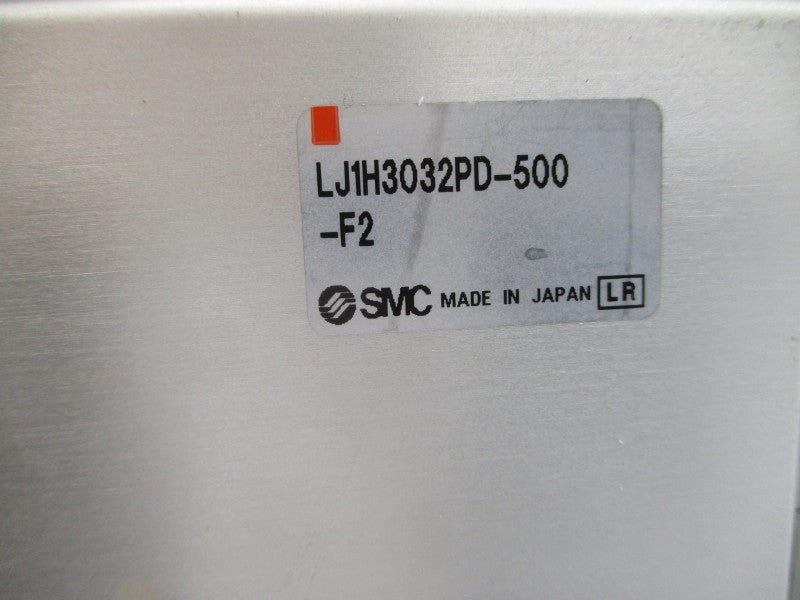 LJ1H3032PD-500
-F2
SMC MADE IN JAPAN LR